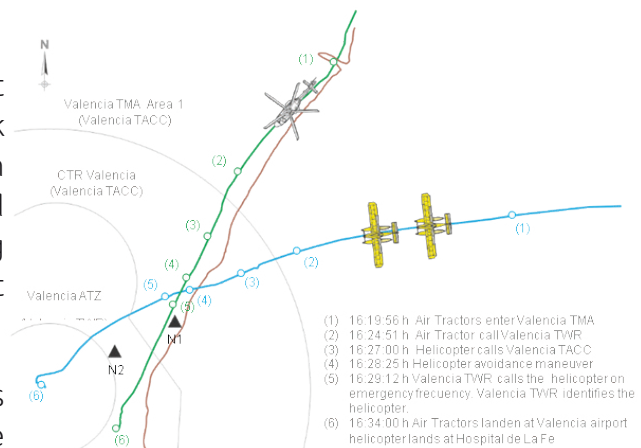 N
(1)
Valencia TMA Area 1
(Valencia TACC)
(2)
CTR Valencia
(Valencia TACC)
(1)
(3)
(2)
(4)
(3)
(5)
(4)
Valencia ATZ
(5)
N1
N2
(6)
(6)
(1) 16:19:56 h Air Tractors enter Valencia TMA
(2) 16:24:51 h Air Tractor call Valencia TWR
(3) 16:27:00 h Helicopter calls Valencia TACC
(4) 16:28:25 h Helicopter avoidance maneuver
(5) 16:29:12 h Valencia TWR calls the helicopter on
emergency frecuency. Valencia TWR identifies the
helicopter.
(6) 16:34:00 h Air Tractors landen at Valencia airport
helicopter lands at Hospital de La Fe